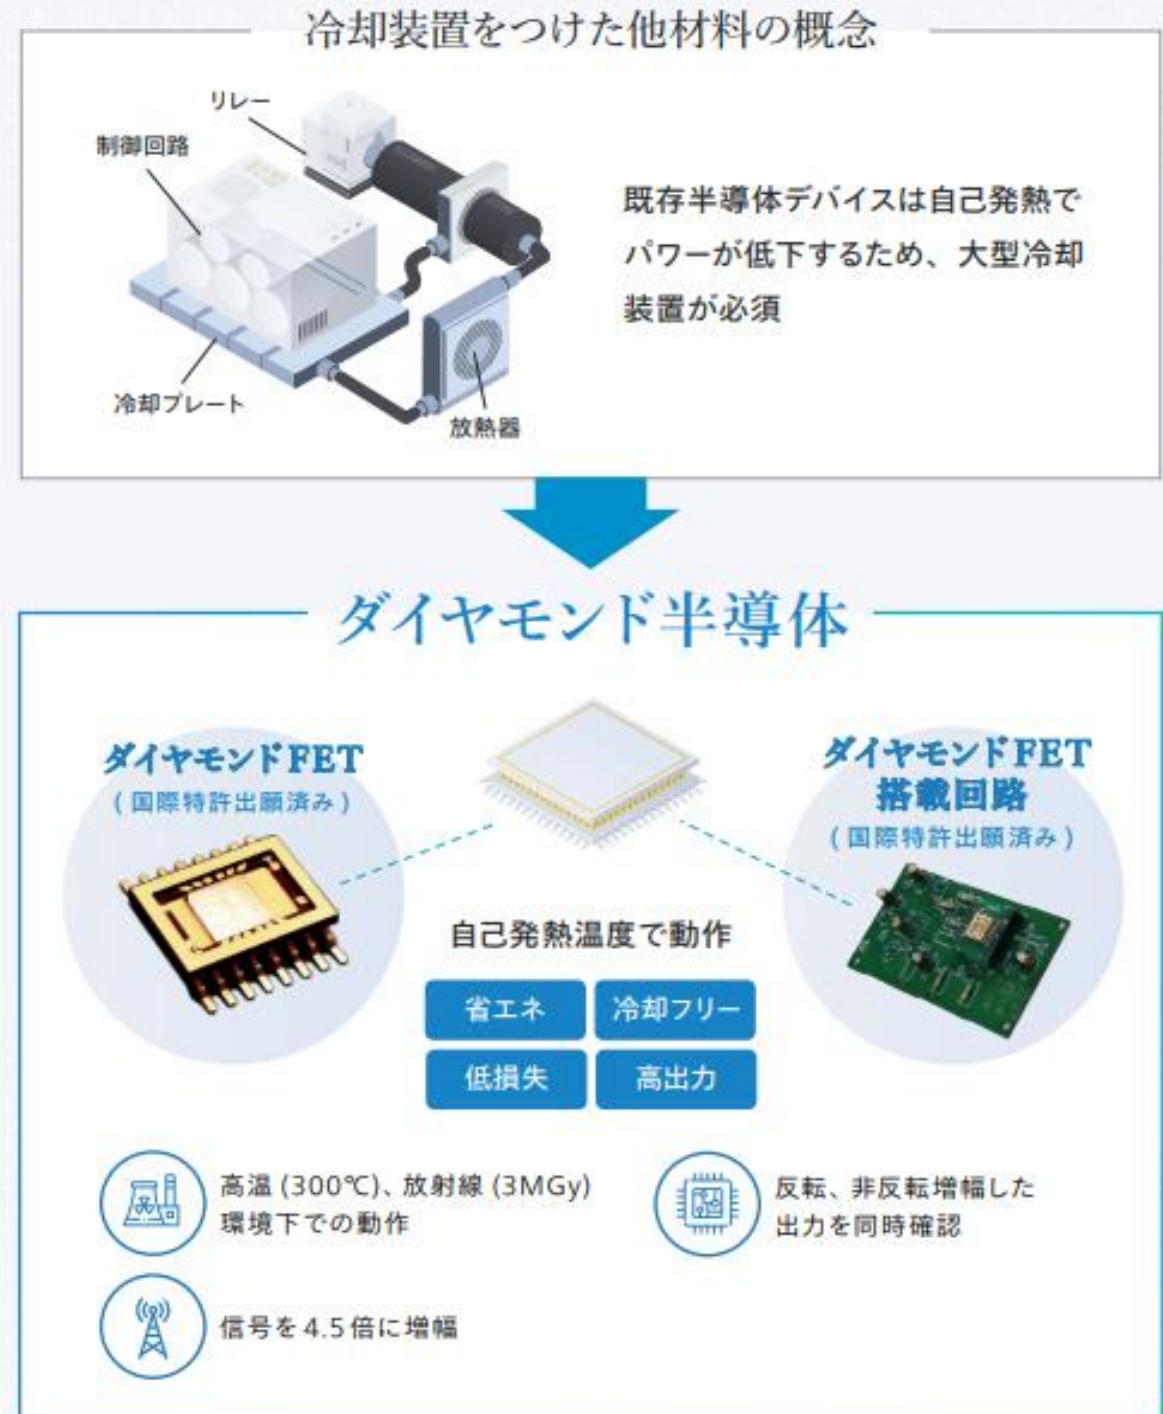 冷却装置をつけた他材料の概念
リレー
制御回路
冷却プレート
放熱器
既存半導体デバイスは自己発熱で
パワーが低下するため、大型冷却
装置が必須
ダイヤモンド半導体
ダイヤモンドFET
(国際特許出願済み)
ダイヤモンドFET
搭載回路
(国際特許出願済み)
自己発熱温度で動作
省エネ
冷却フリー
低損失
高出力
高温 (300℃)、放射線 (3MGy)
環境下での動作
反転、非反転増幅した
出力を同時確認
信号を4.5倍に増幅